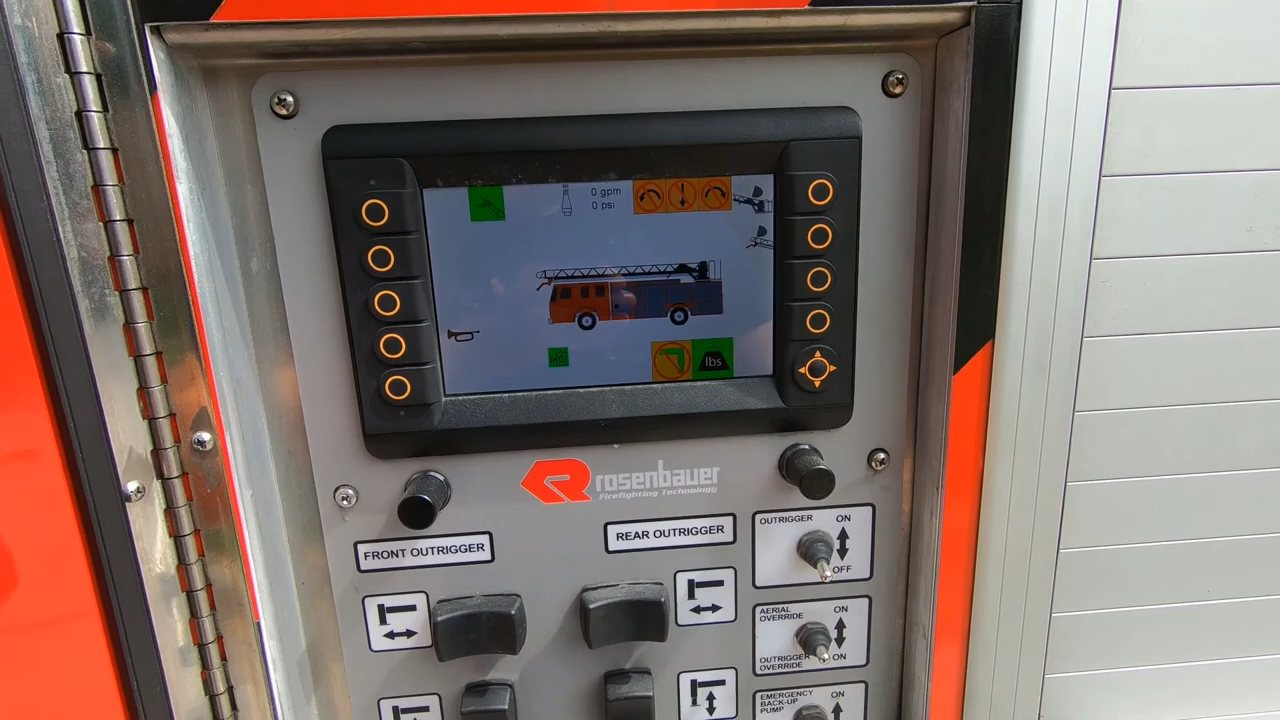 0 gpm
0 psi
lbs
rosenbauer
Firefighting Technology
FRONT OUTRIGGER
REAR OUTRIGGER
OUTRIGGER
ON
OFF
AERIAL
OVERRIDE
ON
OUTRIGGER
OVERRIDE
ON
EMERGENCY
BACK-UP
PUMP
ON